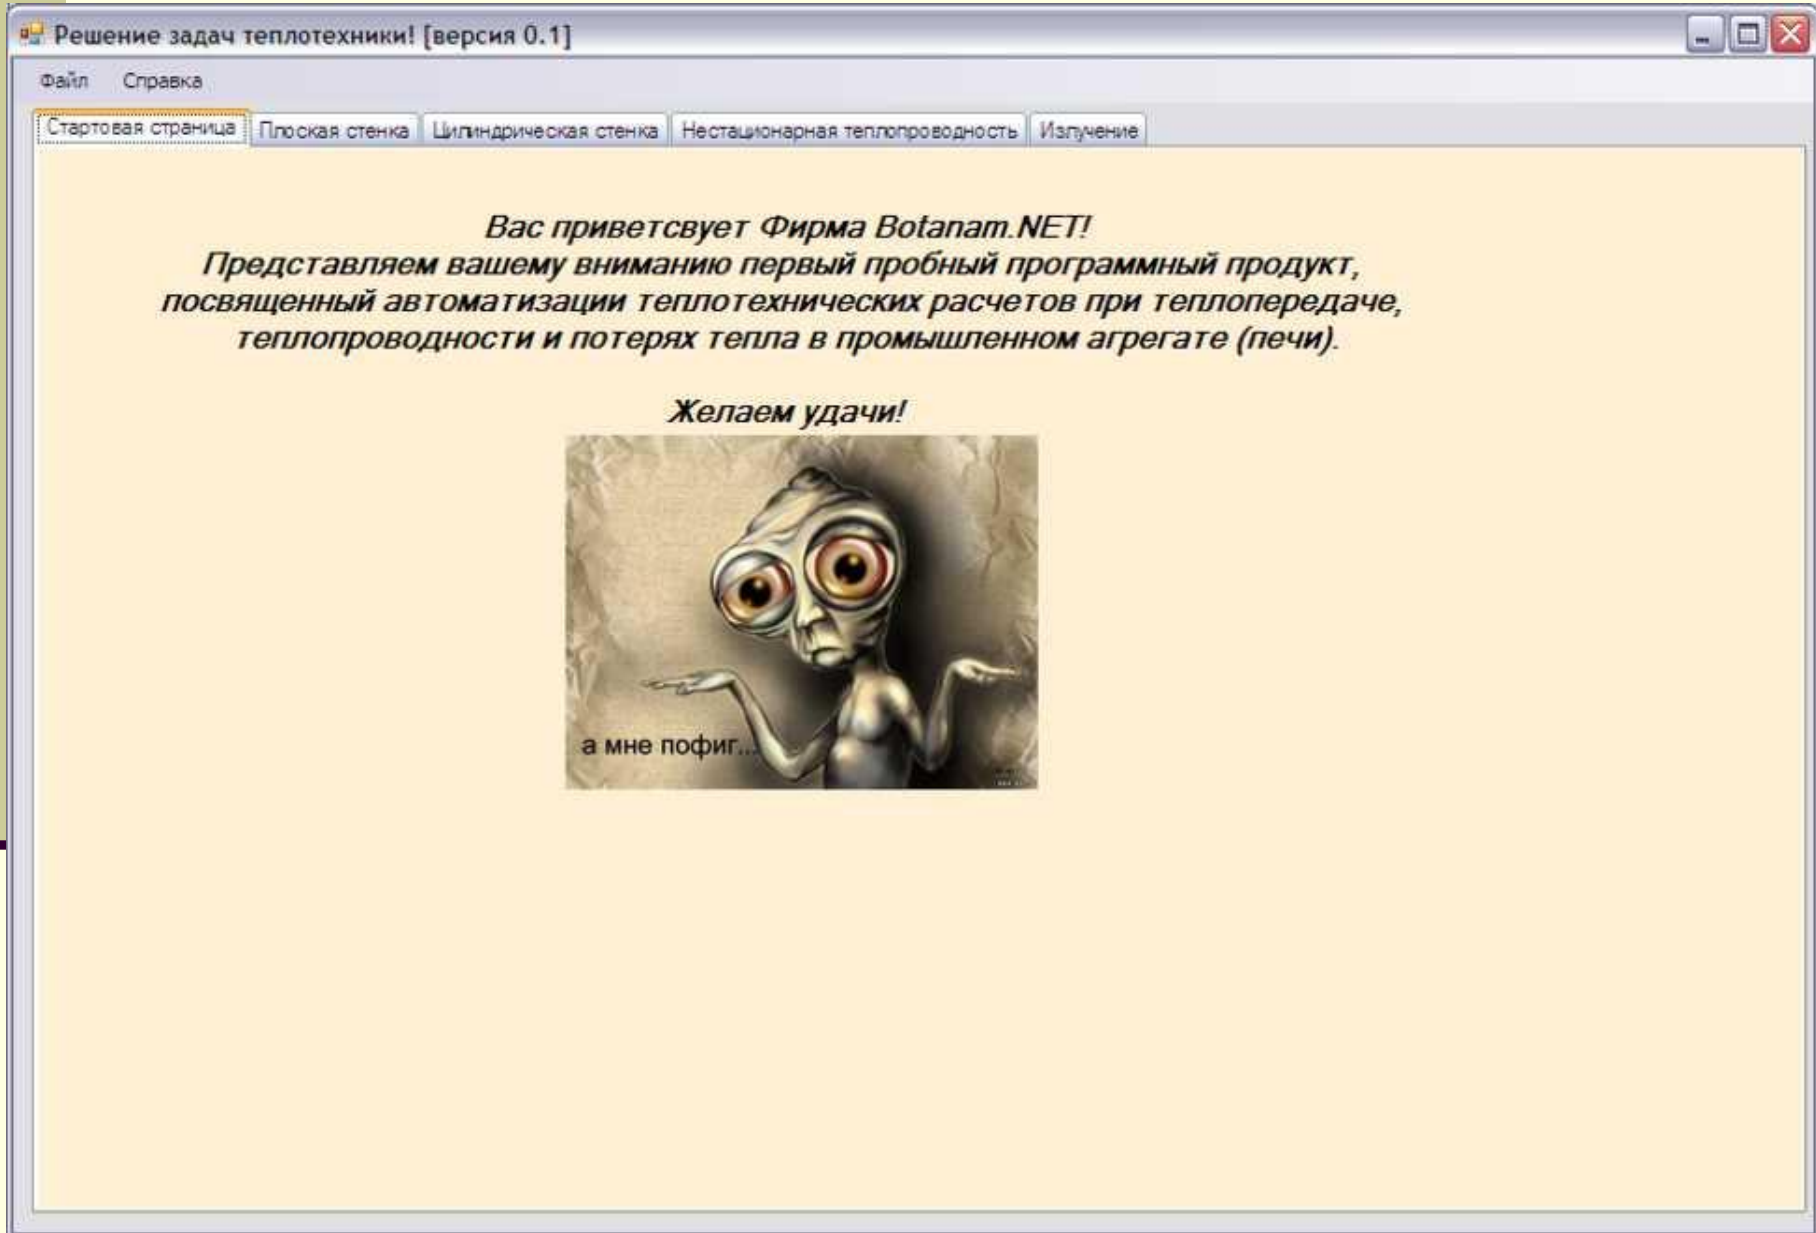 Решение задач теплотехники! [версия 0.1]
Файл Справка
Стартовая страница Плоская стенка Цилиндрическая стенка Нестационарная теплопроводность Излучение
Вас приветсвует Фирма Botanam.NET!
Представляем вашему вниманию первый пробный программный продукт,
посвященный автоматизации теплотехнических расчетов при теплопередаче,
теплопроводности и потерях тепла в промышленном агрегате (печи).
Желаем удачи!
а мне пофиг...